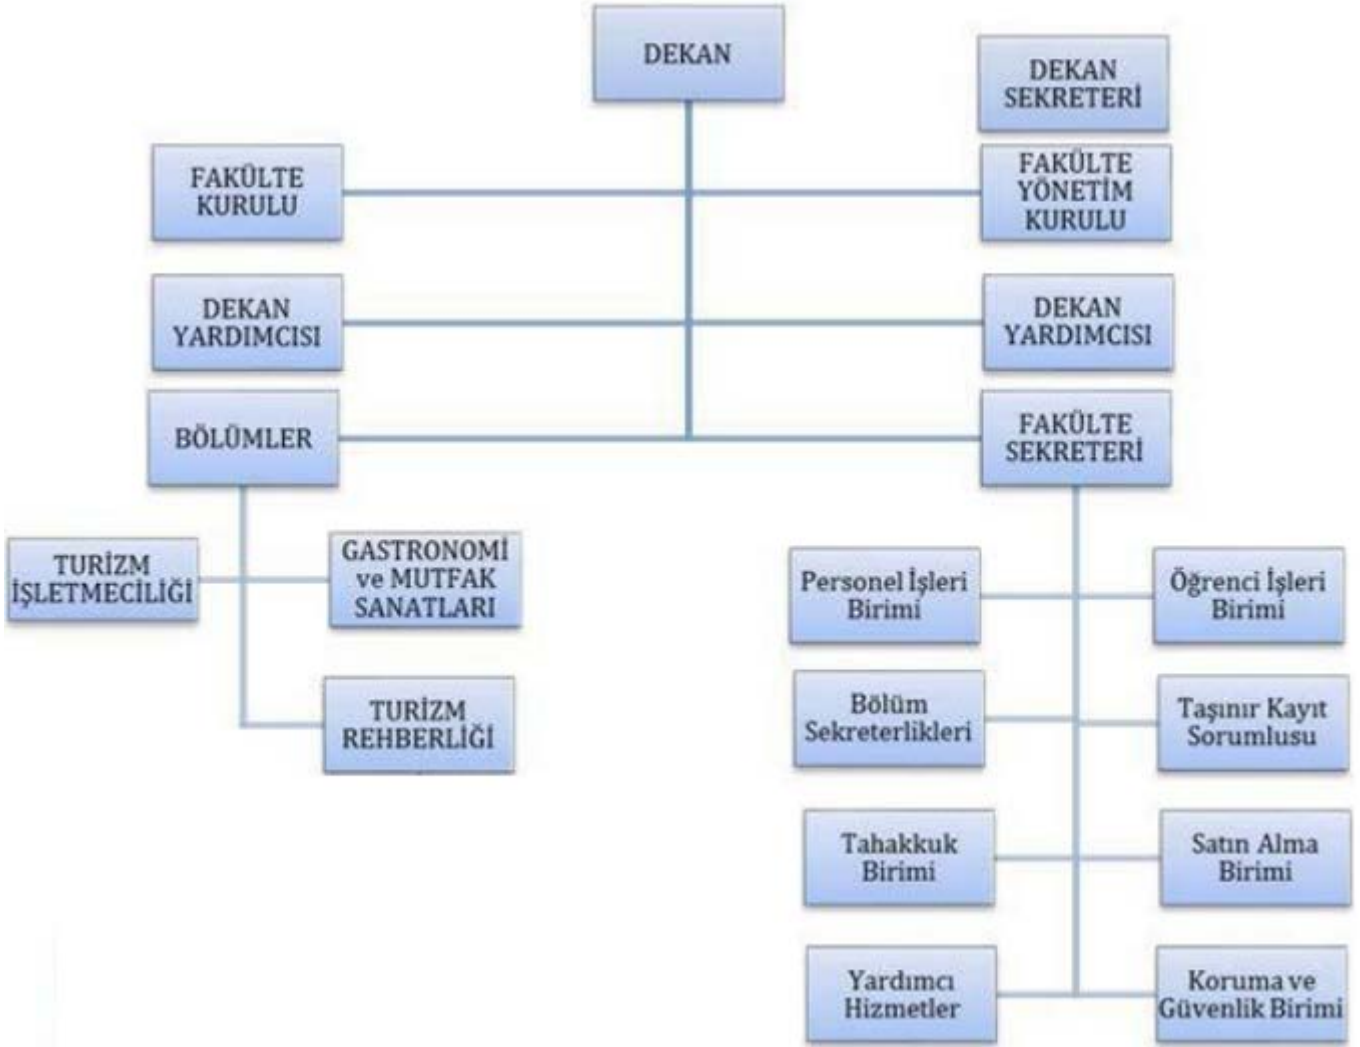 DEKAN
DEKAN
SEKRETERİ
FAKÜLTE
KURULU
FAKÜLTE
YÖNETİM
KURULU
DEKAN
YARDIMCISI
DEKAN
YARDIMCISI
BÖLÜMLER
FAKÜLTE
SEKRETERİ
TURİZM
İŞLETMECİLİĞİ
GASTRONOMİ
ve MUTFAK
SANATLARI
TURİZM
REHBERLİĞİ
Personel İşleri
Birimi
Öğrenci İşleri
Birimi
Bölüm
Sekreterlikleri
Taşınır Kayıt
Sorumlusu
Tahakkuk
Birimi
Satın Alma
Birimi
Yardımcı
Hizmetler
Koruma ve
Güvenlik Birimi